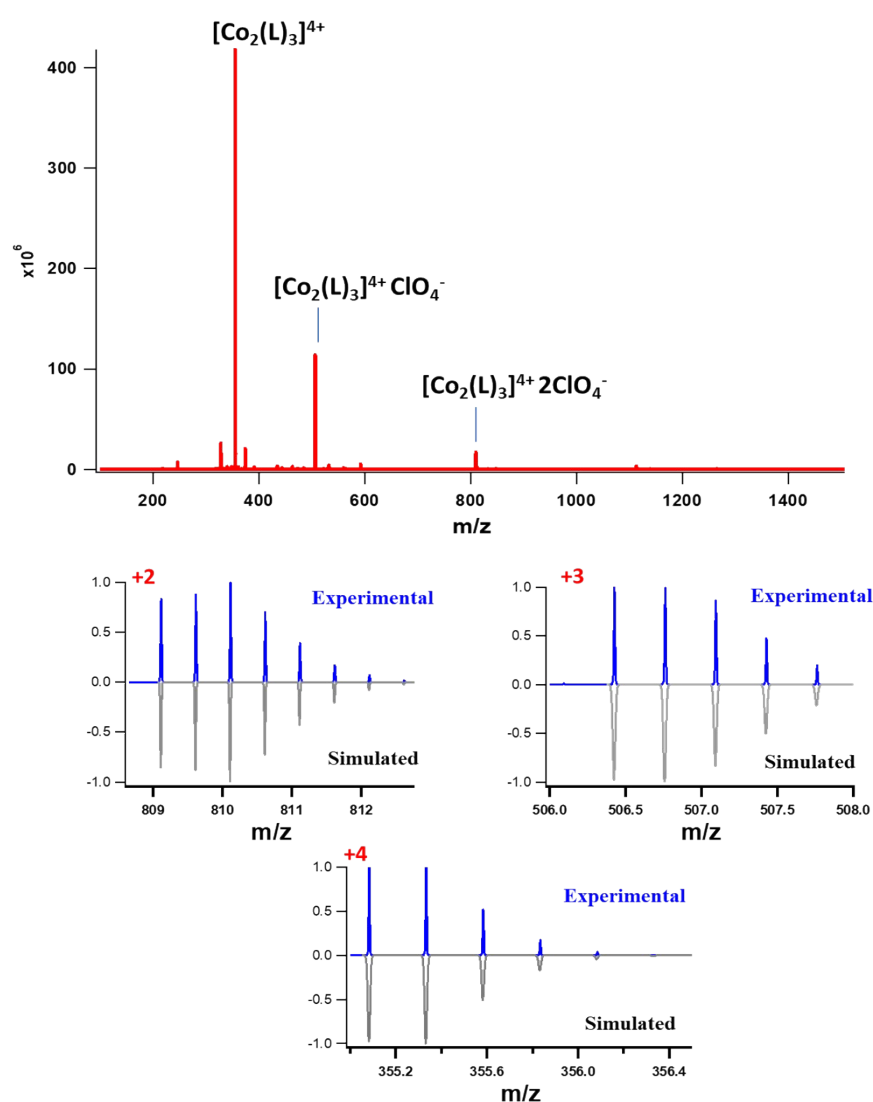 [Co₂(L)₃]⁴⁺
400
300
200
100
0
x10⁶
[Co₂(L)₃]⁴⁺ ClO₄⁻
[Co₂(L)₃]⁴⁺ 2ClO₄⁻
200 400 600 800 1000 1200 1400
m/z
+2
1.0
0.5
0.0
-0.5
-1.0
Experimental
Simulated
809 810 811 812
m/z
+3
1.0
0.5
0.0
-0.5
-1.0
Experimental
Simulated
506.0 506.5 507.0 507.5 508.0
m/z
+4
1.0
0.5
0.0
-0.5
-1.0
Experimental
Simulated
355.2 355.6 356.0 356.4
m/z